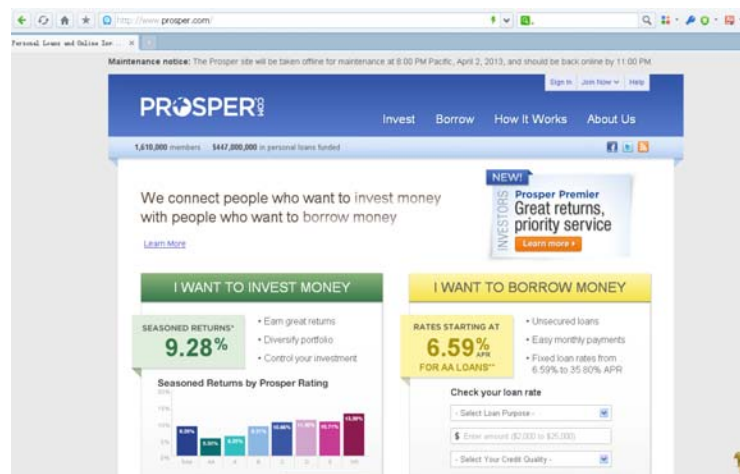 http://www.prosper.com/
Personal Loans and Online Inv ...
Maintenance notice: The Prosper site will be taken offline for maintenance at 8:00 PM Pacific, April 2, 2013, and should be back online by 11:00 PM
Sign In Join Now Help
PROSPER.COM
Invest Borrow How It Works About Us
1,610,000 members $447,000,000 in personal loans funded
We connect people who want to invest money
with people who want to borrow money
Learn More
NEW!
INVESTORS
Prosper Premier
Great returns,
priority service
Learn more
I WANT TO INVEST MONEY
SEASONED RETURNS*
9.28%
• Earn great returns
• Diversify portfolio
• Control your investment
Seasoned Returns by Prosper Rating
I WANT TO BORROW MONEY
RATES STARTING AT
6.59% APR
FOR AA LOANS**
• Unsecured loans
• Easy monthly payments
• Fixed loan rates from
6.59% to 35.80% APR
Check your loan rate
- Select Loan Purpose -
$ Enter amount ($2,000 to $25,000)
- Select Your Credit Quality -